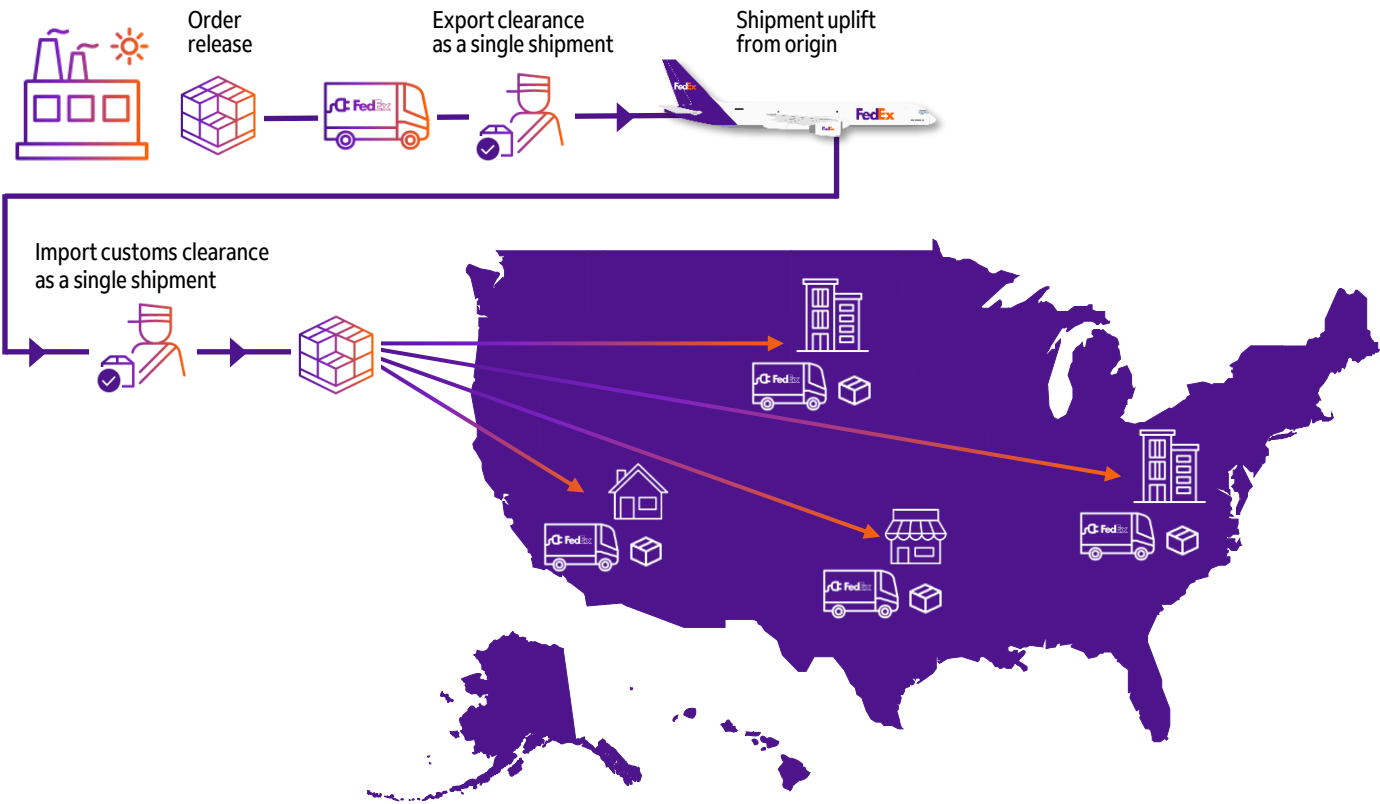 Order
release
Export clearance
as a single shipment
Shipment uplift
from origin
FedEx
FedEx
FedEx
FedEx
Import customs clearance
as a single shipment
FedEx
FedEx
FedEx
FedEx